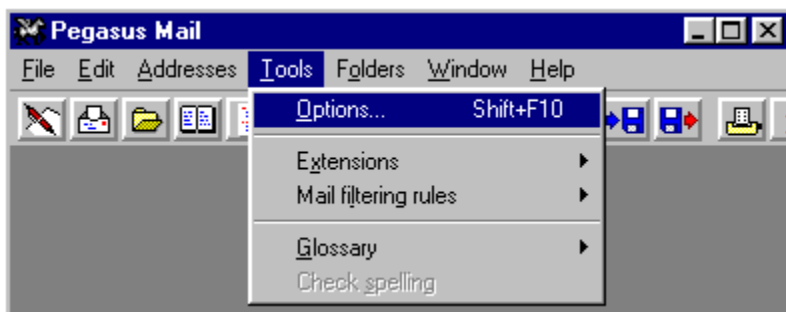 Pegasus Mail
File Edit Addresses Tools Folders Window Help
Options... Shift+F10
Extensions
Mail filtering rules
Glossary
Check spelling